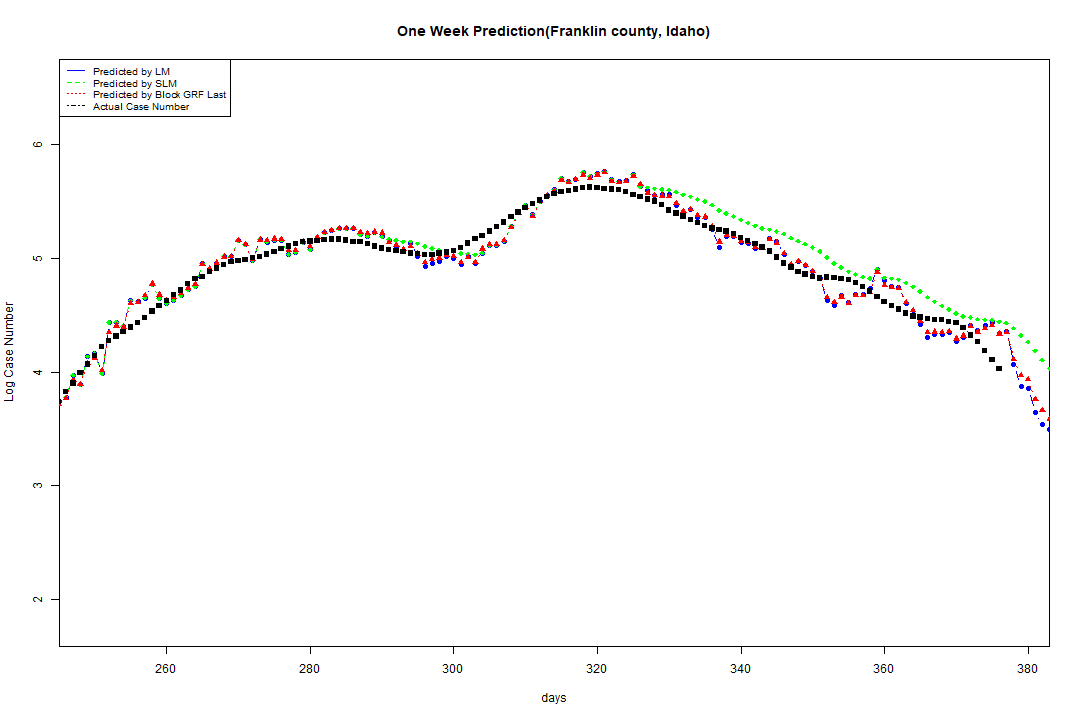 One Week Prediction(Franklin county, Idaho)
Predicted by LM
Predicted by SLM
Predicted by Block GRF Last
Actual Case Number
6
5
4
3
2
Log Case Number
260 280 300 320 340 360 380
days